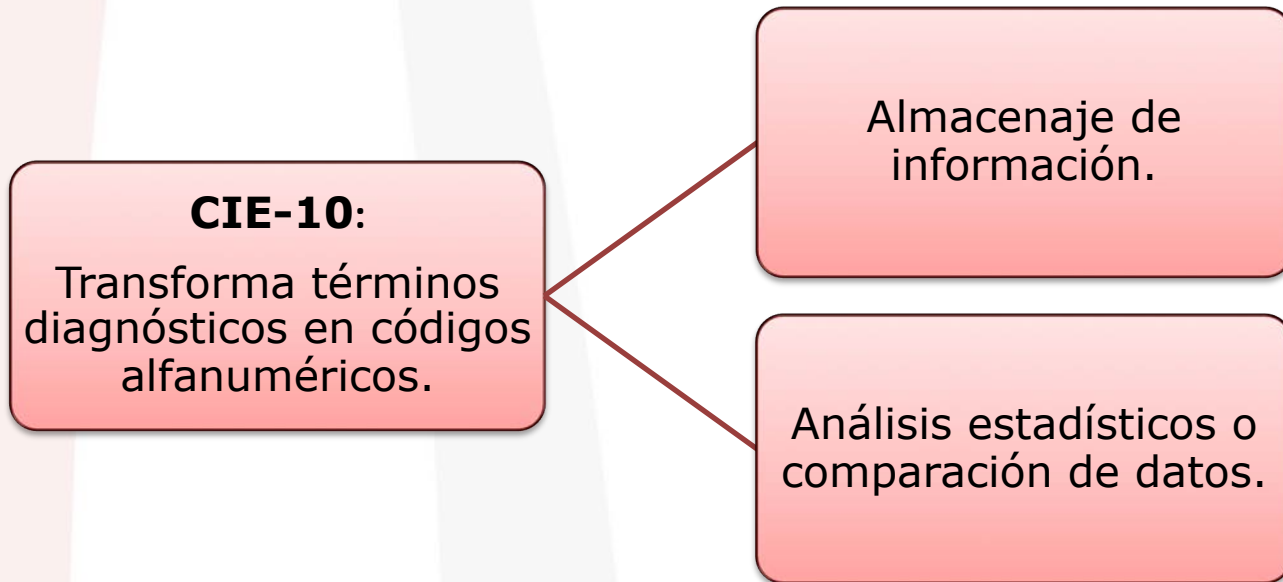 CIE-10:
Transforma términos
diagnósticos en códigos
alfanuméricos.
Almacenaje de
información.
Análisis estadísticos o
comparación de datos.